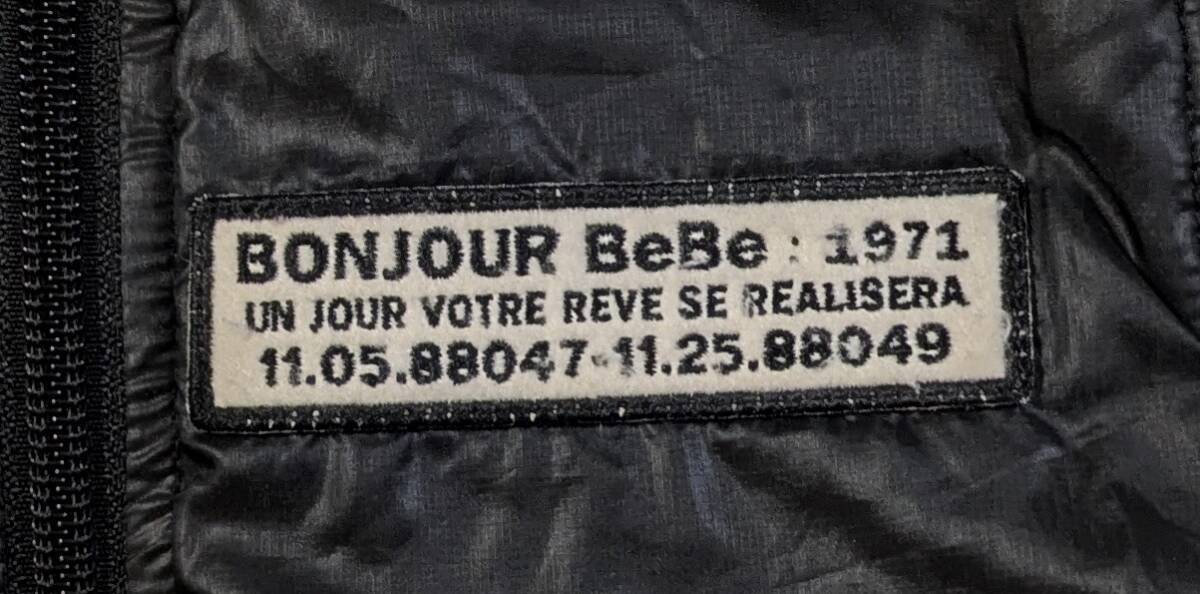 BONJOUR BeBe : 1971
UN JOUR VOTRE REVE SE REALISERA
11.05.88047-11.25.88049